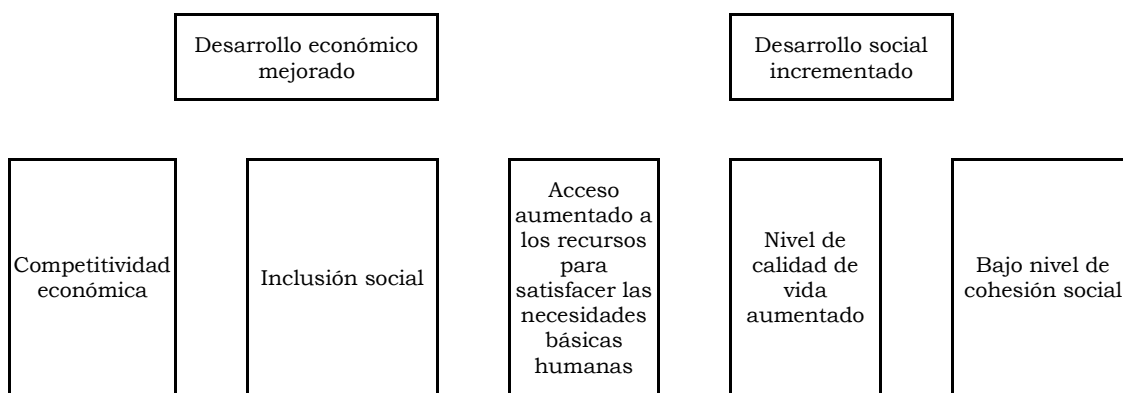 Desarrollo económico
mejorado
Desarrollo social
incrementado
Competitividad
económica
Inclusión social
Acceso
aumentado a
los recursos
para
satisfacer las
necesidades
básicas
humanas
Nivel de
calidad de
vida
aumentado
Bajo nivel de
cohesión social